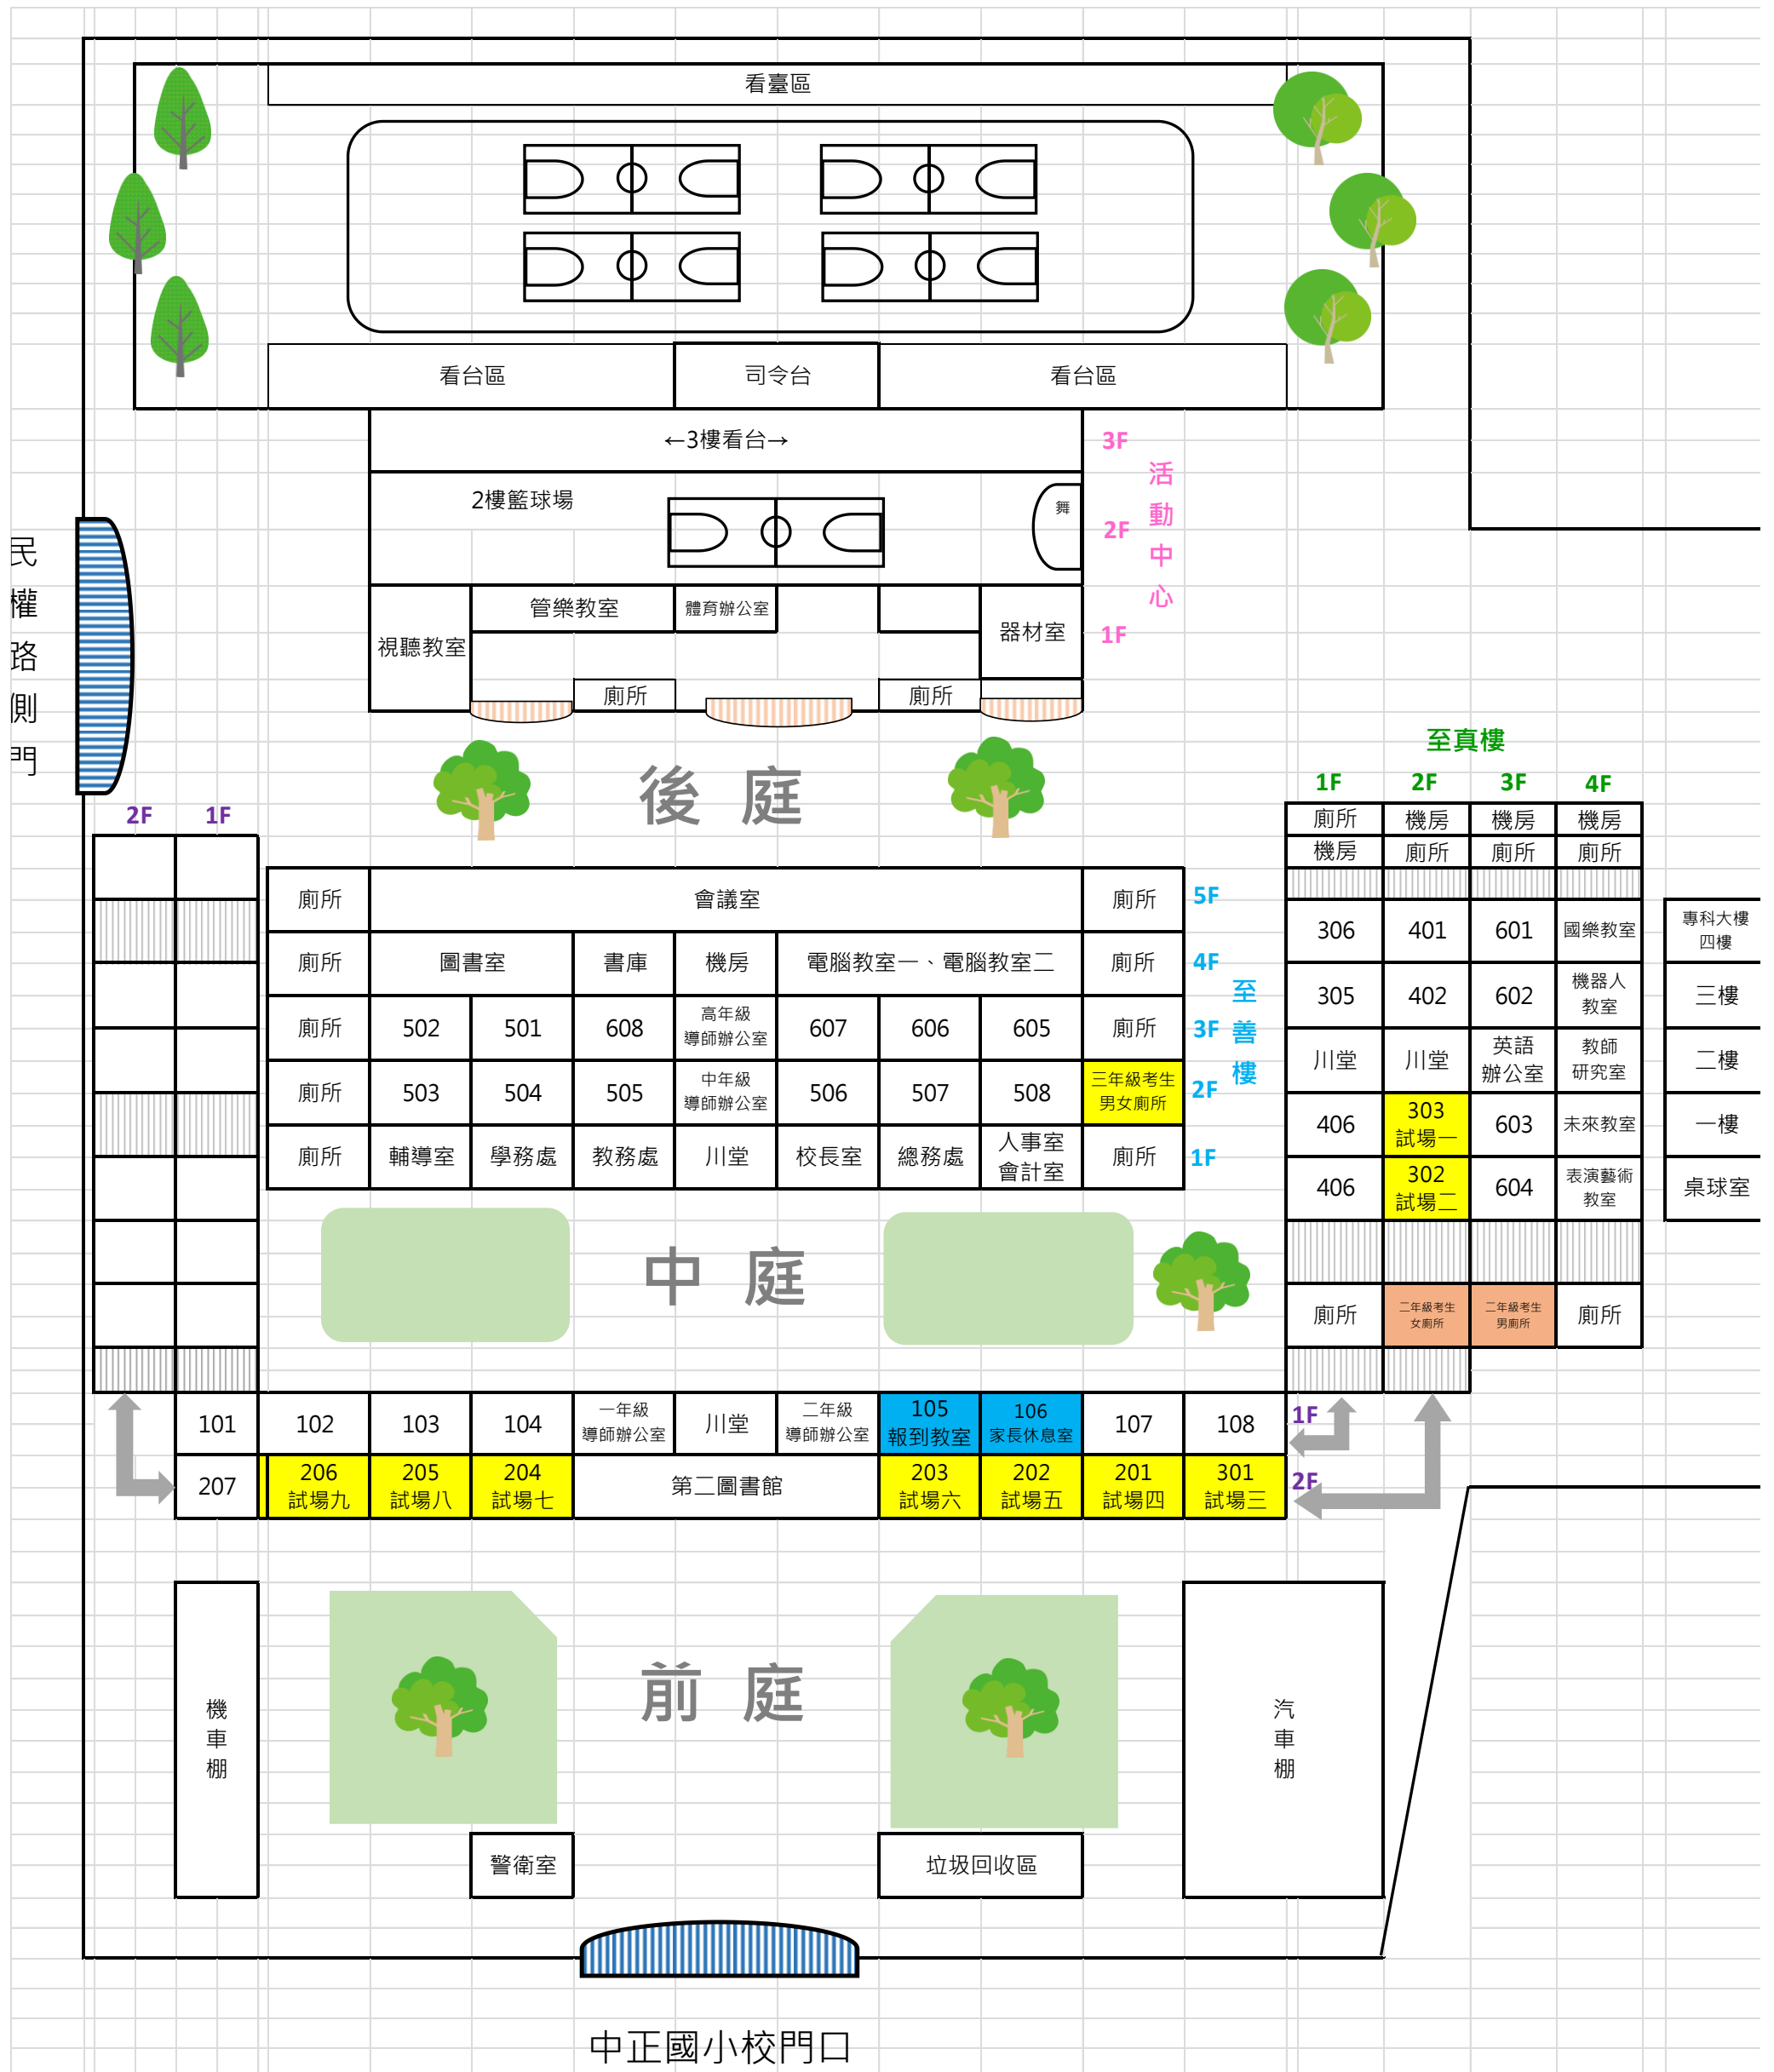 看臺區
看台區
司令台
看台區
←3樓看台→
3F
2樓籃球場
舞
2F
活動中心
管樂教室
體育辦公室
視聽教室
器材室
1F
廁所
廁所
民權路側門
後 庭
至真樓
1F 2F 3F 4F
廁所 機房 機房 機房
機房 廁所 廁所 廁所
306 401 601 國樂教室
305 402 602 機器人
教室
川堂 川堂 英語
辦公室 教師
研究室
406 303
試場一 603 未來教室
406 302
試場二 604 表演藝術
教室
廁所 二年級考生
女廁所 二年級考生
男廁所 廁所
專科大樓
四樓
三樓
二樓
一樓
桌球室
2F 1F
廁所 會議室 廁所 5F
廁所 圖書室 書庫 機房 電腦教室一、電腦教室二 廁所 4F
廁所 502 501 608 高年級
導師辦公室 607 606 605 廁所 3F
廁所 503 504 505 中年級
導師辦公室 506 507 508 三年級考生
男女廁所 2F
廁所 輔導室 學務處 教務處 川堂 校長室 總務處 人事室
會計室 廁所 1F
至善樓
中 庭
101 102 103 104 一年級
導師辦公室 川堂 二年級
導師辦公室 105
報到教室 106
家長休息室 107 108 1F
207 206
試場九 205
試場八 204
試場七 第二圖書館 203
試場六 202
試場五 201
試場四 301
試場三 2F
前 庭
機車棚
汽車棚
警衛室
垃圾回收區
中正國小校門口